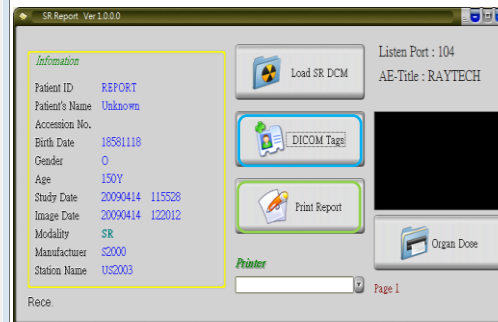 SR Report Ver 1.0.0.0
Infomation
Patient ID REPORT
Patient's Name Unknown
Accession No.
Birth Date 18581118
Gender O
Age 150Y
Study Date 20090414 115528
Image Date 20090414 122012
Modality SR
Manufacturer S2000
Station Name US2003
Rece.
Load SR DCM
DICOM Tags
Print Report
Printer
Listen Port : 104
AE-Title : RAYTECH
Organ Dose
Page 1